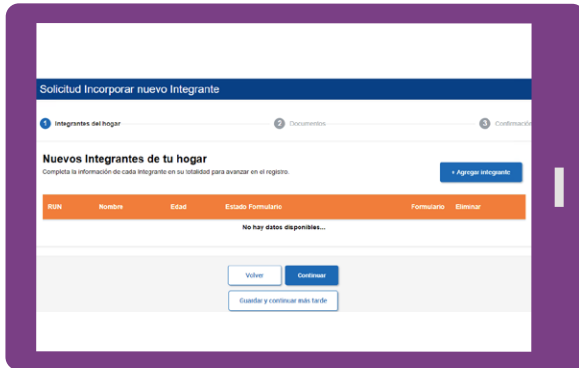 Solicitud Incorporar nuevo Integrante
1 Integrantes del hogar 2 Documentos 3 Confirmación
Nuevos Integrantes de tu hogar
Completa la información de cada integrante en su totalidad para avanzar en el registro.
+ Agregar integrante
RUN Nombre Edad Estado Formulario Formulario Eliminar
No hay datos disponibles...
Volver Continuar
Guardar y continuar más tarde